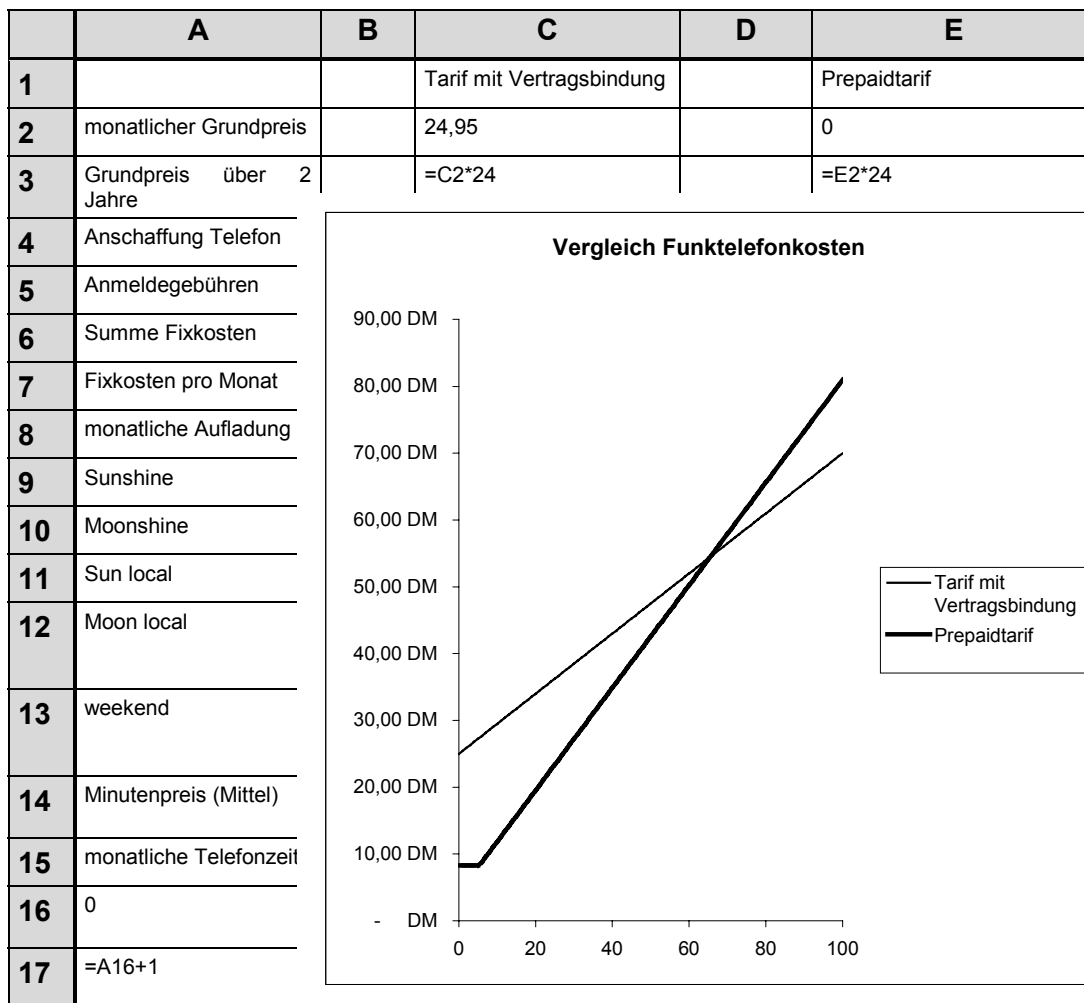 A B C D E
1 Tarif mit Vertragsbindung Prepaidtarif
2 monatlicher Grundpreis 24,95 0
3 Grundpreis über 2 =C2*24 =E2*24
Jahre
4 Anschaffung Telefon
5 Anmeldegebühren
6 Summe Fixkosten
7 Fixkosten pro Monat
8 monatliche Aufladung
9 Sunshine
10 Moonshine
11 Sun local
12 Moon local
13 weekend
14 Minutenpreis (Mittel)
15 monatliche Telefonzeit
16 0
17 =A16+1
Vergleich Funktelefonkosten
90,00 DM
80,00 DM
70,00 DM
60,00 DM
50,00 DM
40,00 DM
30,00 DM
20,00 DM
10,00 DM
- DM
0 20 40 60 80 100
Tarif mit
Vertragsbindung
Prepaidtarif